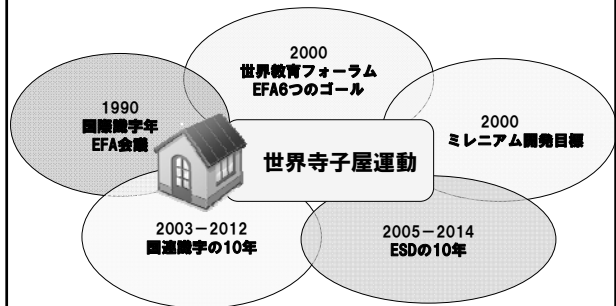 2000
世界教育フォーラム
EFA6つのゴール
1990
国際識字年
EFA会議
2000
ミレニアム開発目標
世界寺子屋運動
2003－2012
国連識字の10年
2005－2014
ESDの10年